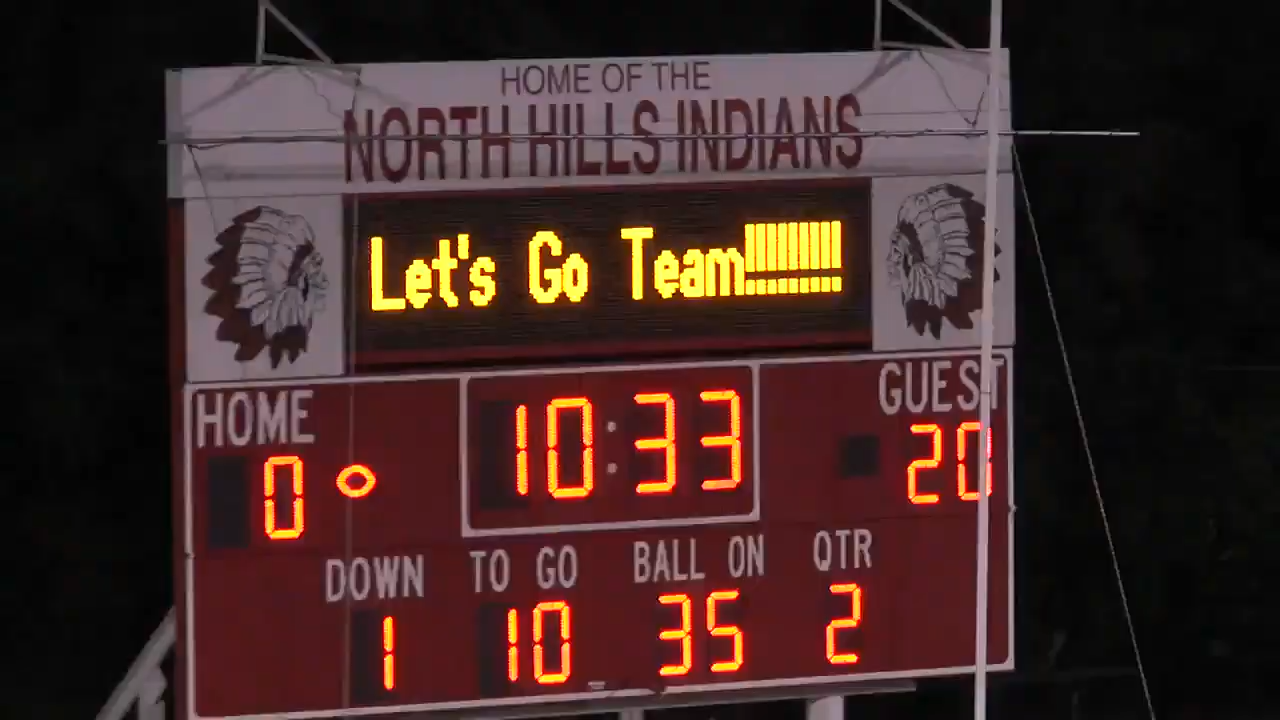 HOME OF THE
NORTH HILLS INDIANS
Let's Go Team!!!!!!!!!
HOME 10:33 GUEST
0 20
DOWN TO GO BALL ON QTR
1 10 35 2